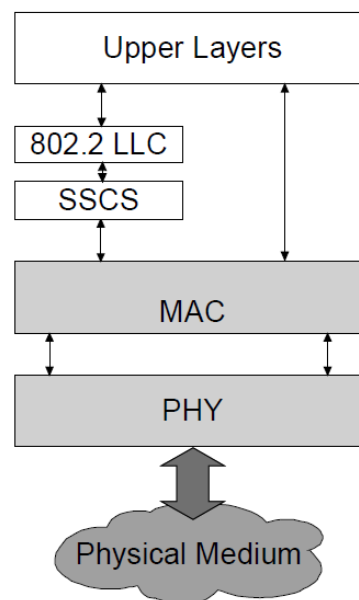 Upper Layers
802.2 LLC
SSCS
MAC
PHY
Physical Medium